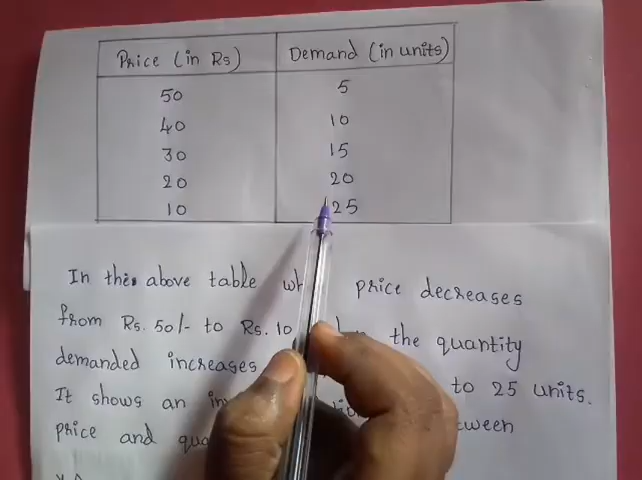 Price (in Rs) Demand (in units)
50 5
40 10
30 15
20 20
10 25
In this above table price decreases
from Rs. 50/- to Rs. 10 the quantity
demanded increases to 25 units.
It shows an
price and